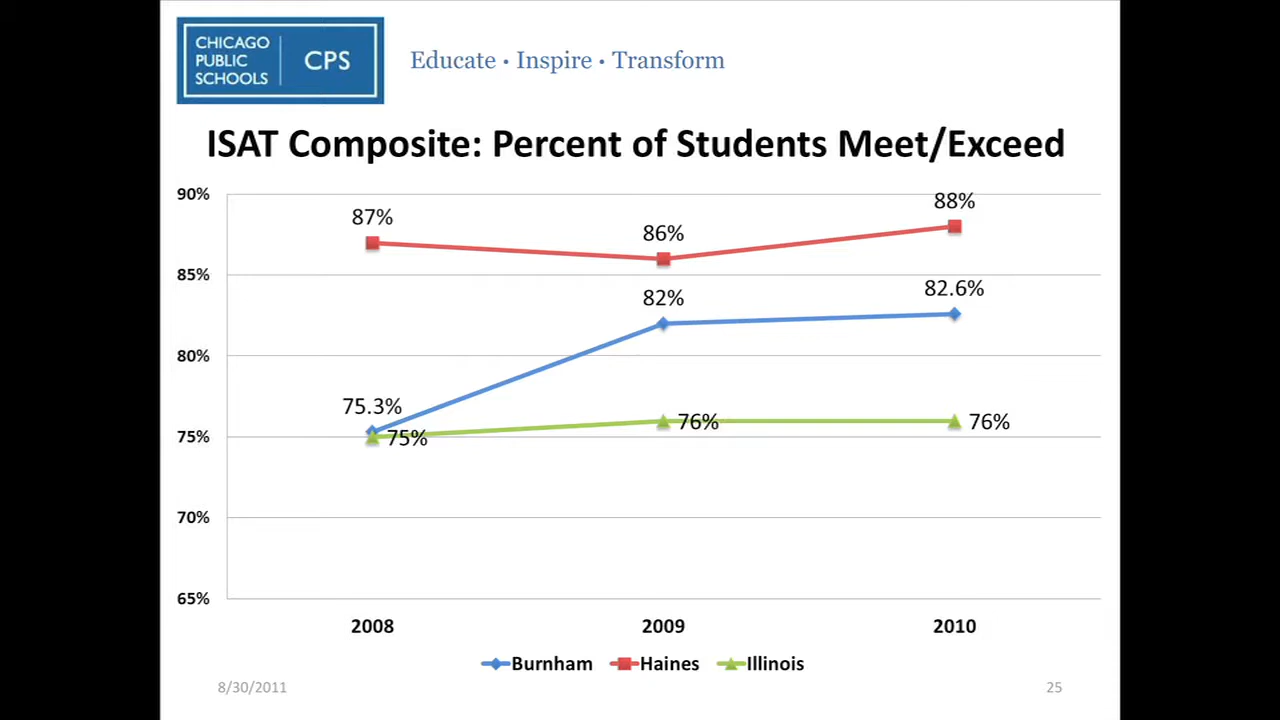 CHICAGO
PUBLIC
SCHOOLS
CPS
Educate • Inspire • Transform
ISAT Composite: Percent of Students Meet/Exceed
90%
85%
80%
75%
70%
65%
87%
86%
88%
75.3%
82%
82.6%
75%
76%
76%
2008
2009
2010
Burnham
Haines
Illinois
8/30/2011
25